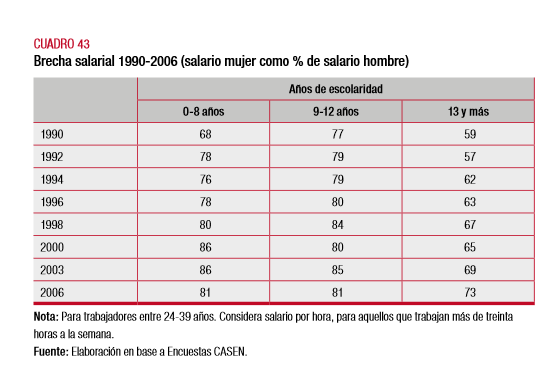 CUADRO 43
Brecha salarial 1990-2006 (salario mujer como % de salario hombre)
Años de escolaridad
0-8 años 9-12 años 13 y más
1990 68 77 59
1992 78 79 57
1994 76 79 62
1996 78 80 63
1998 80 84 67
2000 86 80 65
2003 86 85 69
2006 81 81 73
Nota: Para trabajadores entre 24-39 años. Considera salario por hora, para aquellos que trabajan más de treinta
horas a la semana.
Fuente: Elaboración en base a Encuestas CASEN.